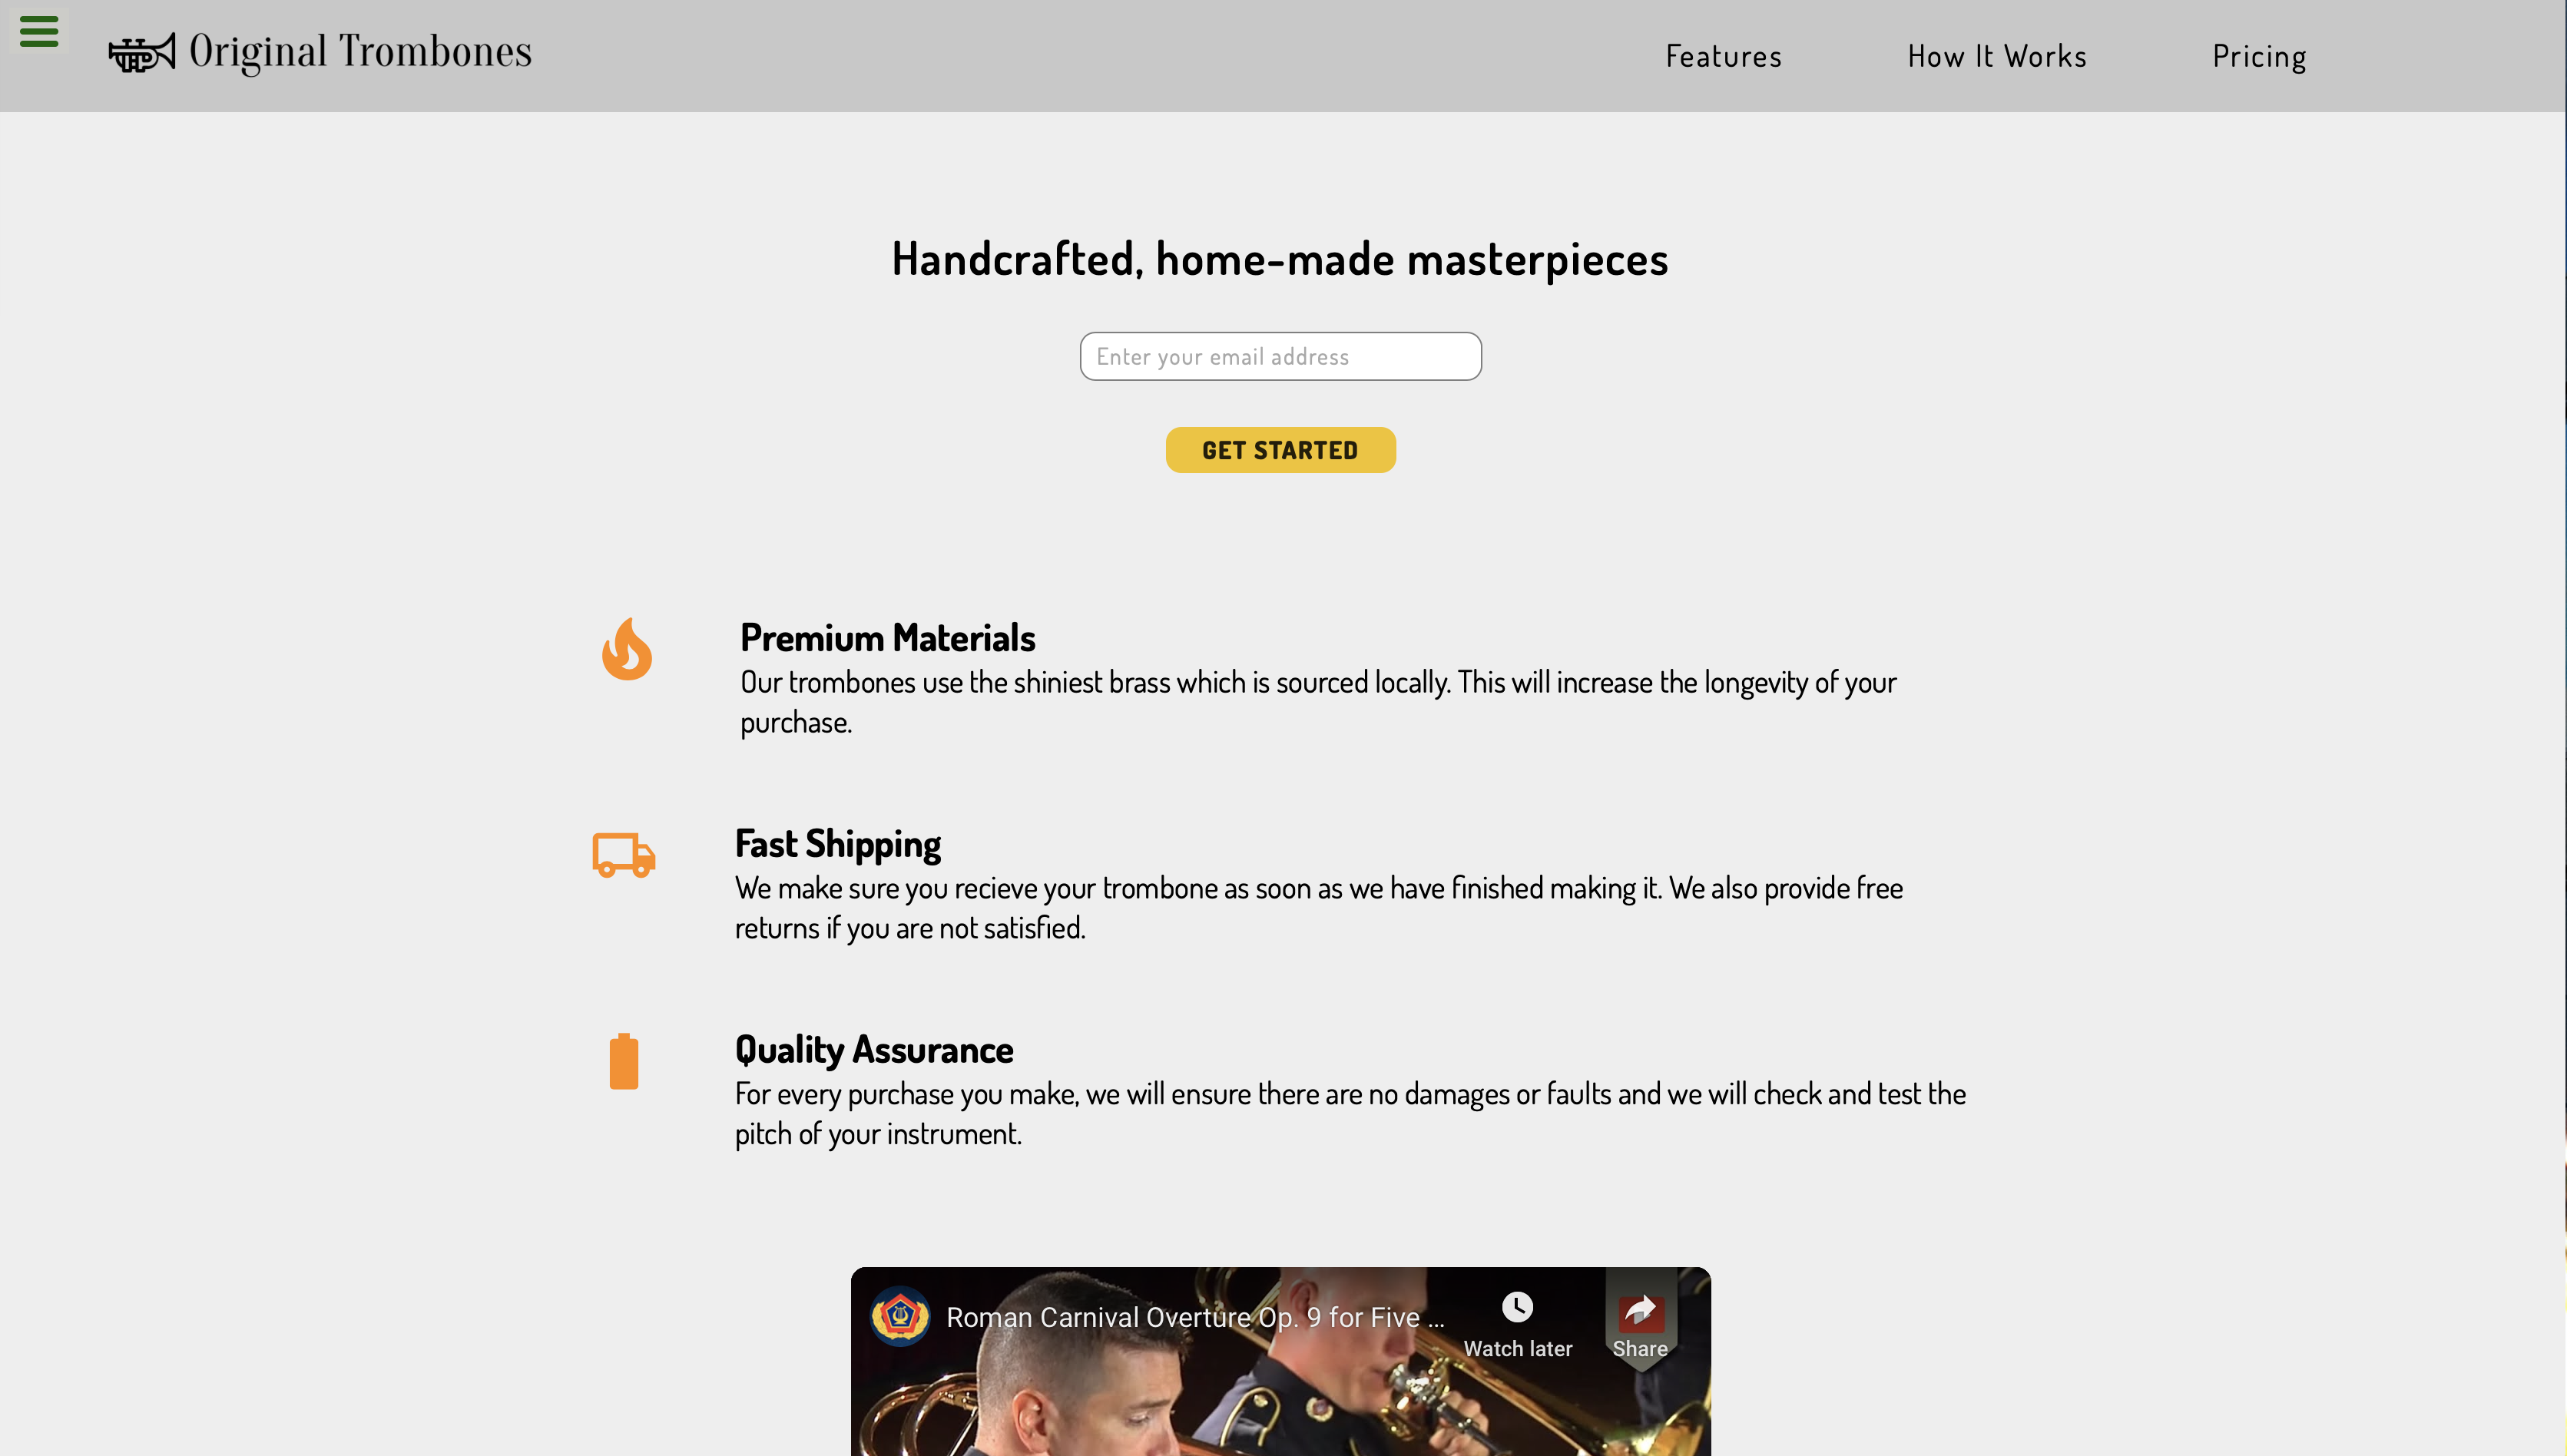 Original Trombones
Features
How It Works
Pricing
Handcrafted, home-made masterpieces
Enter your email address
GET STARTED
Premium Materials
Our trombones use the shiniest brass which is sourced locally. This will increase the longevity of your
purchase.
Fast Shipping
We make sure you recieve your trombone as soon as we have finished making it. We also provide free
returns if you are not satisfied.
Quality Assurance
For every purchase you make, we will ensure there are no damages or faults and we will check and test the
pitch of your instrument.
Roman Carnival Overture Op. 9 for Five ...
Watch later
Share